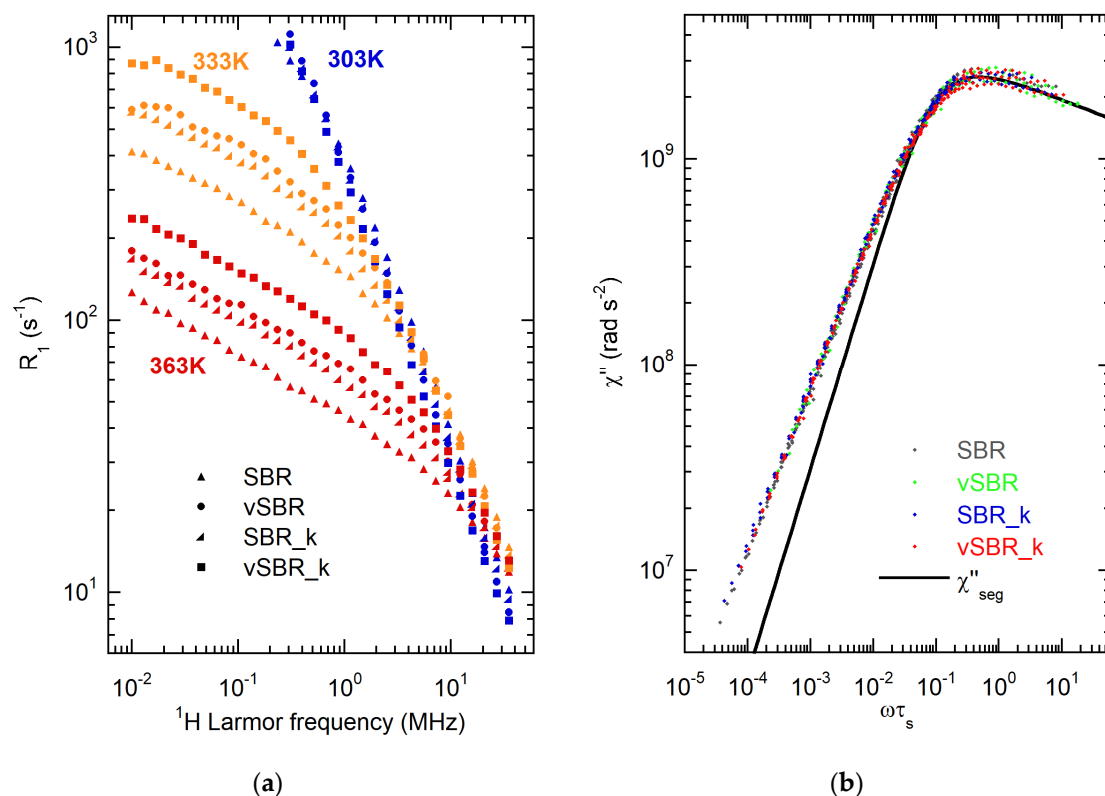 333K
303K
363K
10³
10²
10¹
R₁ (s⁻¹)
SBR
vSBR
SBR_k
vSBR_k
10⁻²
10⁻¹
10⁰
10¹
¹H Larmor frequency (MHz)
(a)
10⁹
10⁸
10⁷
χ'' (rad s⁻²)
SBR
vSBR
SBR_k
vSBR_k
χ''seg
10⁻⁵
10⁻⁴
10⁻³
10⁻²
10⁻¹
10⁰
10¹
ωτₛ
(b)